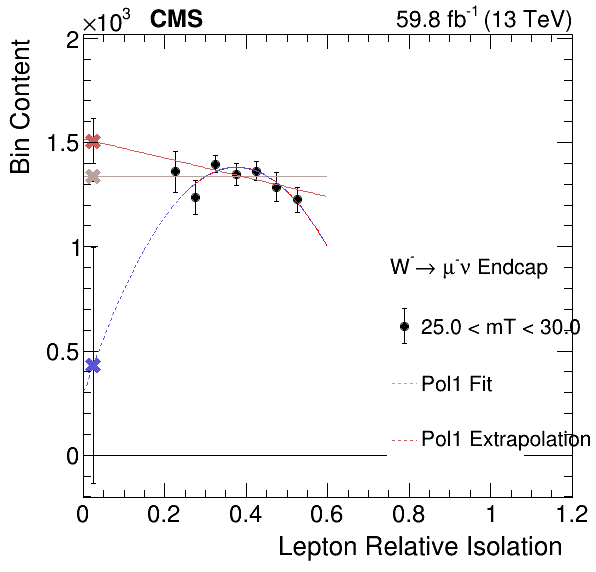 ×10³ CMS 59.8 fb⁻¹ (13 TeV)
Bin Content
2
1.5
1
0.5
0
W⁻→ μ⁻ν Endcap
25.0 < mT < 30.0
Pol1 Fit
Pol1 Extrapolation
0 0.2 0.4 0.6 0.8 1 1.2
Lepton Relative Isolation